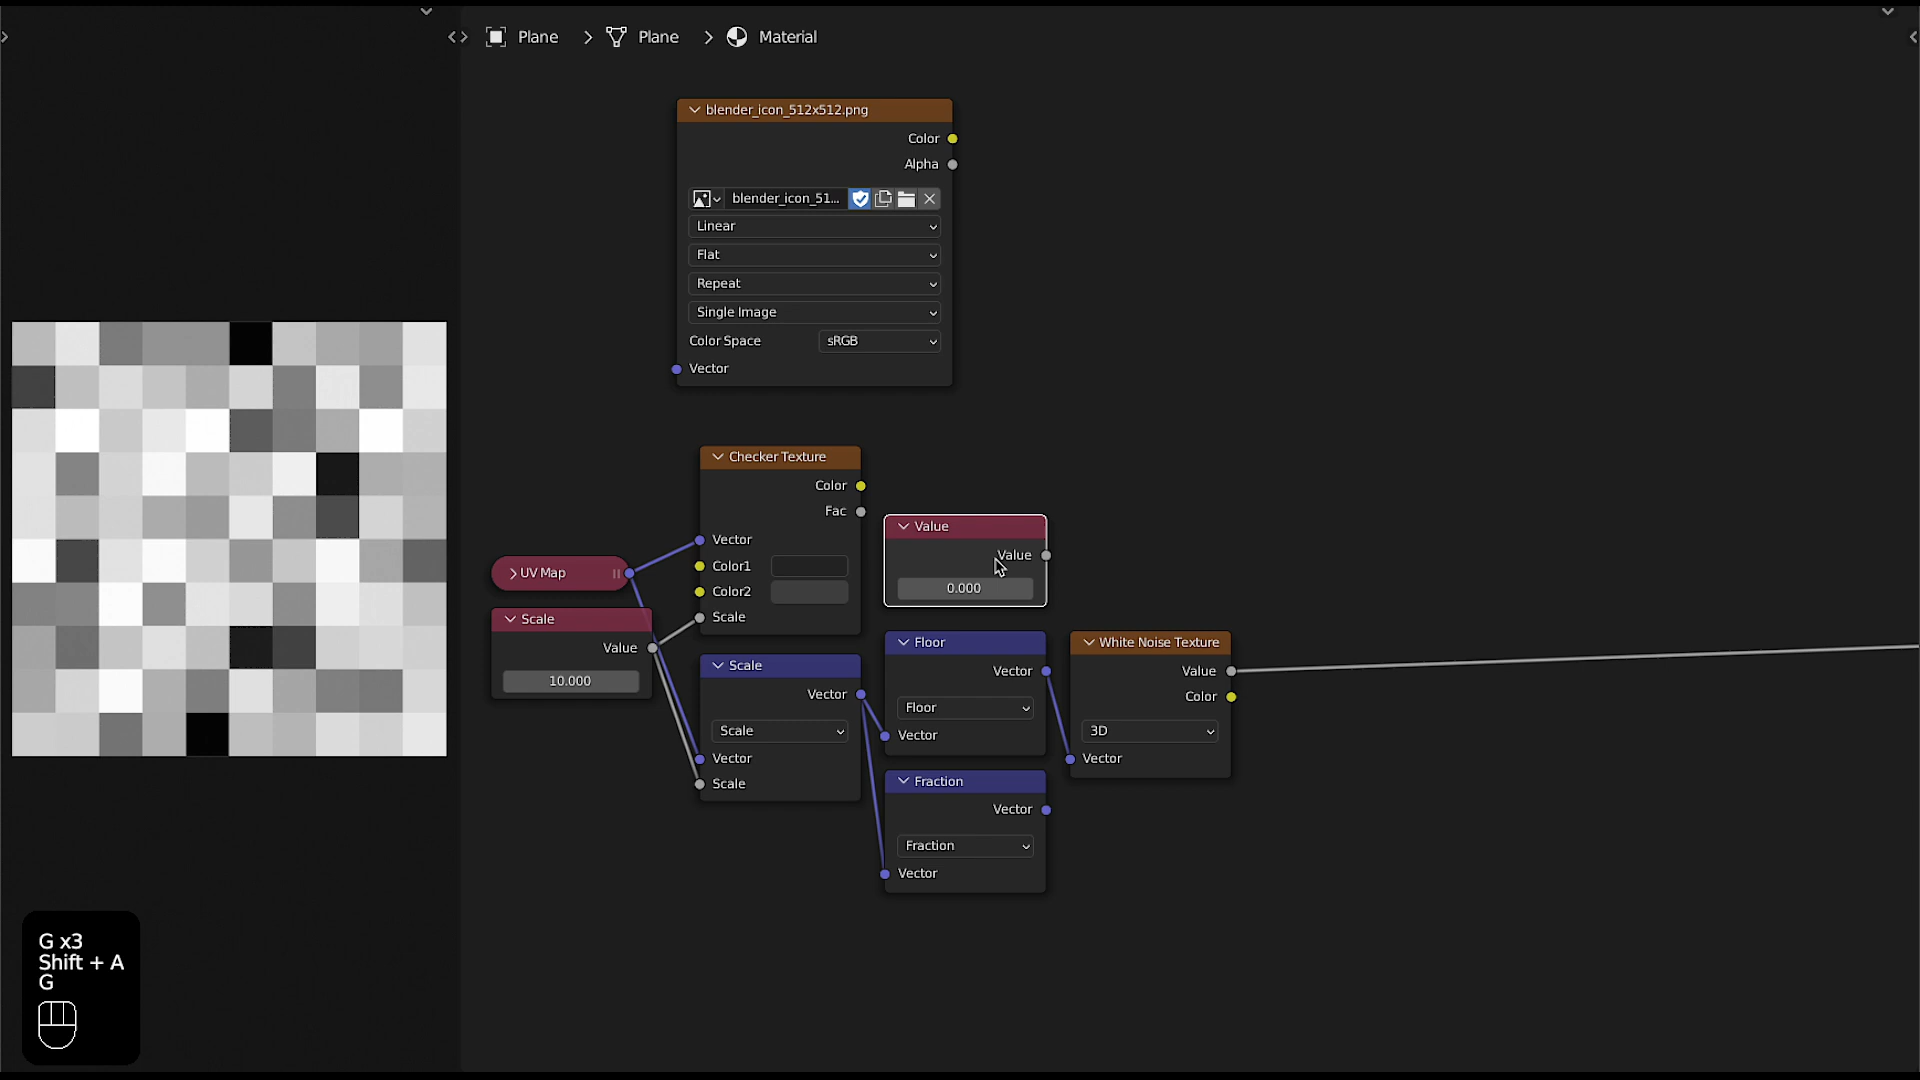 Plane > Plane > Material
blender_icon_512x512.png
Color
Alpha
blender_icon_51...
Linear
Flat
Repeat
Single Image
Color Space sRGB
Vector
Checker Texture
Color
Fac
Vector
Color1
Color2
Scale
Value
Value
0.000
UV Map
Scale
Value
10.000
Scale
Vector
Scale
Vector
Scale
Floor
Vector
Floor
Vector
White Noise Texture
Value
Color
3D
Vector
Fraction
Vector
Fraction
Vector
G x3
Shift + A
G